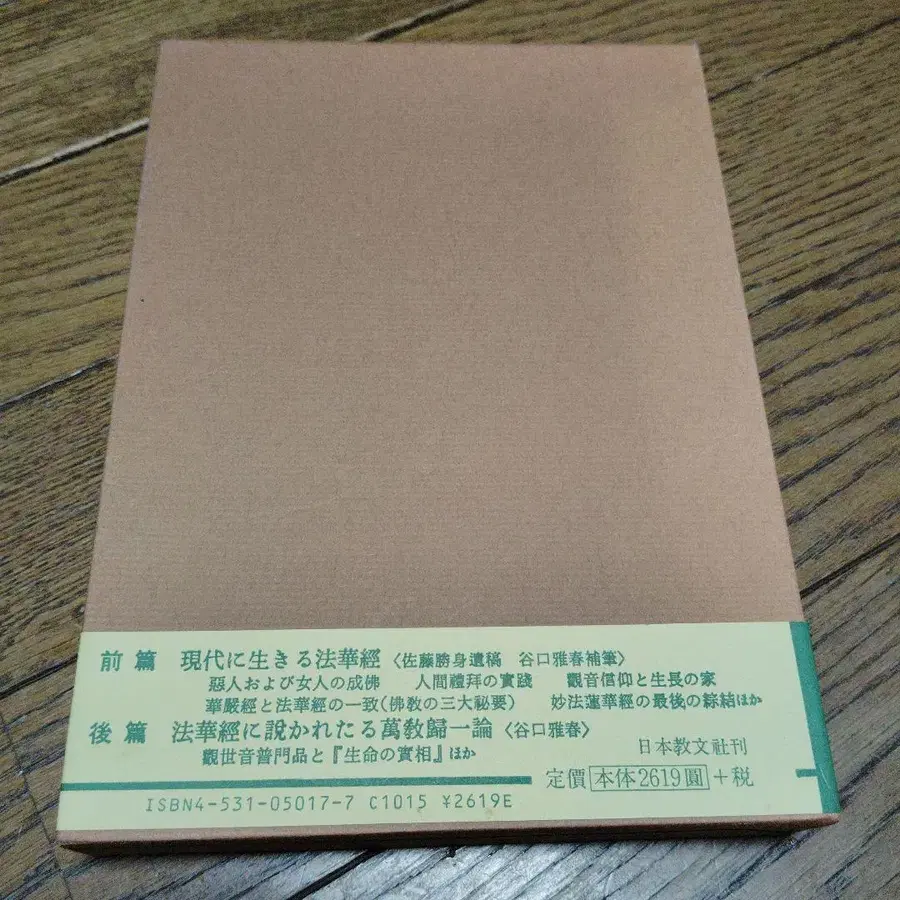 前篇 現代に生きる法華經〈佐藤勝身遺稿 谷口雅春補筆〉
惡人および女人の成佛 人間禮拜の實踐 觀音信仰と生長の家
華嚴經と法華經の一致(佛敎の三大祕要) 妙法蓮華經の最後の綜結ほか
後篇 法華經に說かれたる萬敎歸一論〈谷口雅春〉
觀世音普門品と『生命の實相』ほか
日本教文社刊
定價 本体2619圓 +税
ISBN4-531-05017-7 C1015 ¥2619E